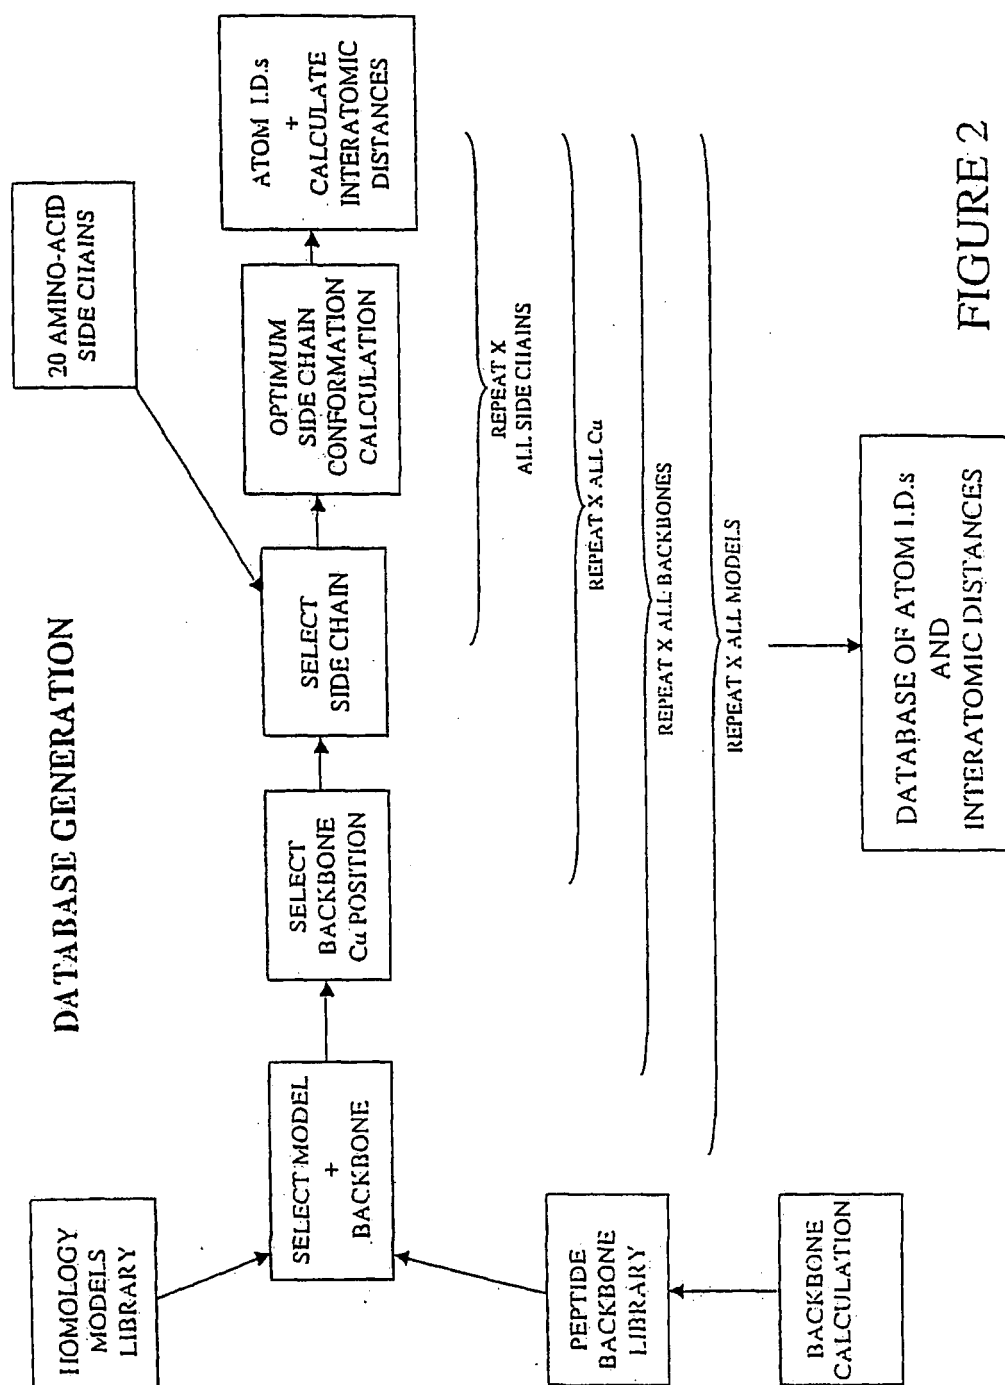 DATABASE GENERATION
HOMOLOGY
MODELS
LIBRARY
SELECT MODEL
+
BACKBONE
PEPTIDE
BACKBONE
LIBRARY
BACKBONE
CALCULATION
SELECT
BACKBONE
Cα POSITION
SELECT
SIDE CHAIN
20 AMINO-ACID
SIDE CHAINS
OPTIMUM
SIDE CHAIN
CONFORMATION
CALCULATION
ATOM I.D.s
+
CALCULATE
INTERATOMIC
DISTANCES
REPEAT X
ALL SIDE CHAINS
REPEAT X ALL Cα
REPEAT X ALL BACKBONES
REPEAT X ALL MODELS
DATABASE OF ATOM I.D.s
AND
INTERATOMIC DISTANCES
FIGURE 2